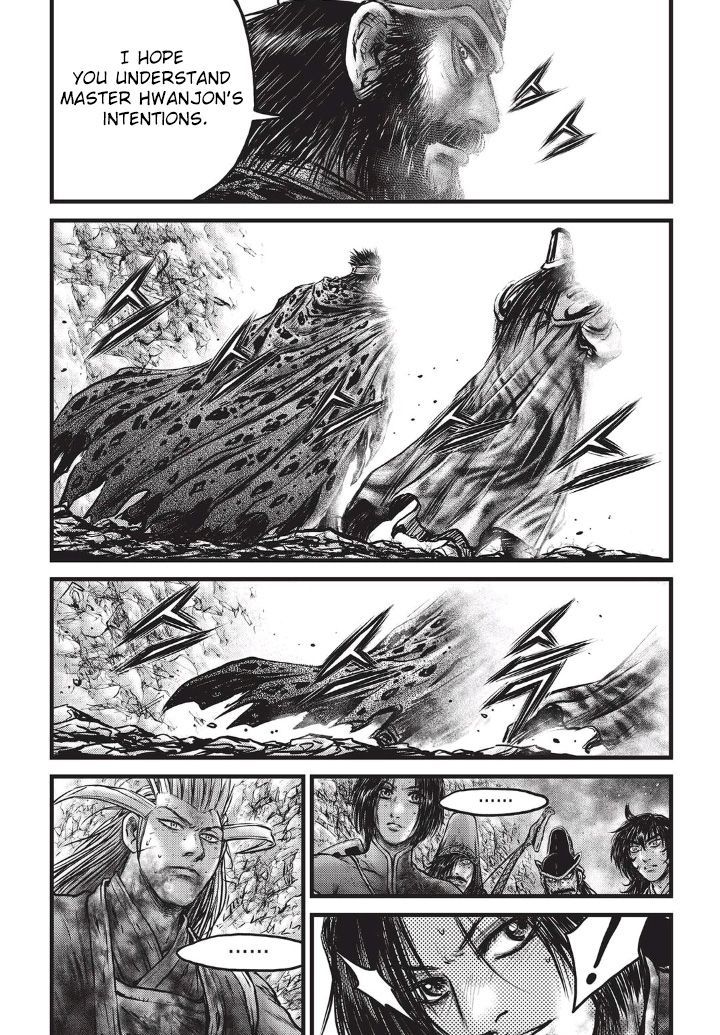 I HOPE
YOU UNDERSTAND
MASTER HWANJON'S
INTENTIONS.
......
......
!